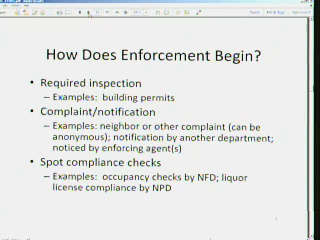 How Does Enforcement Begin?
• Required inspection
– Examples: building permits
• Complaint/notification
– Examples: neighbor or other complaint (can be
anonymous); notification by another department;
noticed by enforcing agent(s)
• Spot compliance checks
– Examples: occupancy checks by NFD; liquor
license compliance by NPD